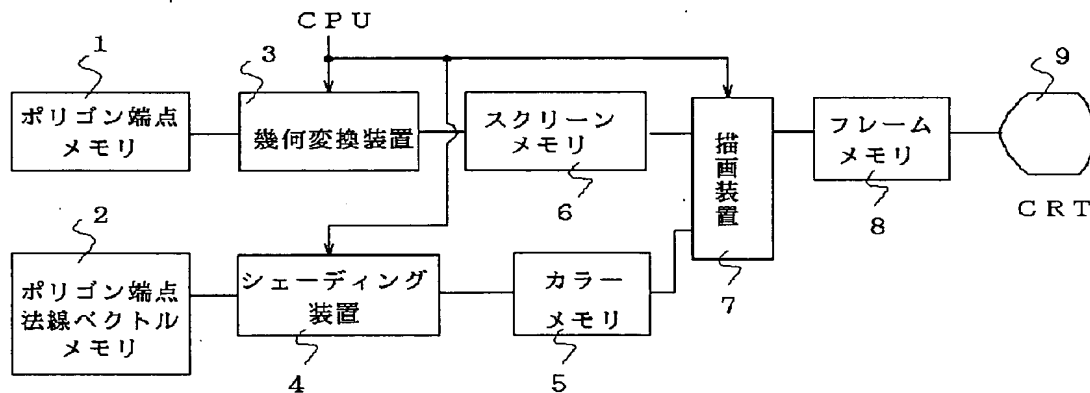 CPU
1
ポリゴン端点
メモリ
3
幾何変換装置
スクリーン
メモリ
6
描画装置
7
フレーム
メモリ
8
9
CRT
2
ポリゴン端点
法線ベクトル
メモリ
シェーディング
装置
4
カラー
メモリ
5